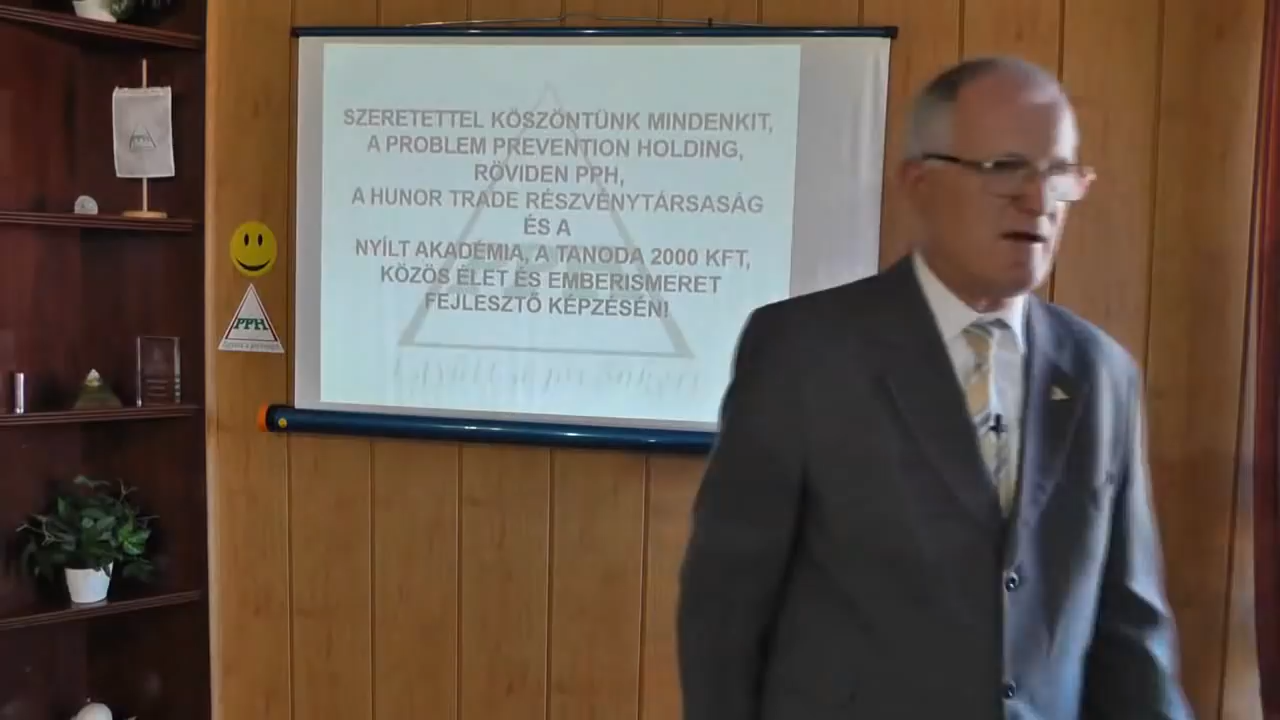 SZERETETTEL KÖSZÖNTÜNK MINDENKIT,
A PROBLEM PREVENTION HOLDING,
RÖVIDEN PPH,
A HUNOR TRADE RÉSZVÉNYTÁRSASÁG
ÉS A
NYÍLT AKADÉMIA, A TANODA 2000 KFT,
KÖZÖS ÉLET ÉS EMBERISMERET
FEJLESZTŐ KÉPZÉSÉN!
PPH
PPH